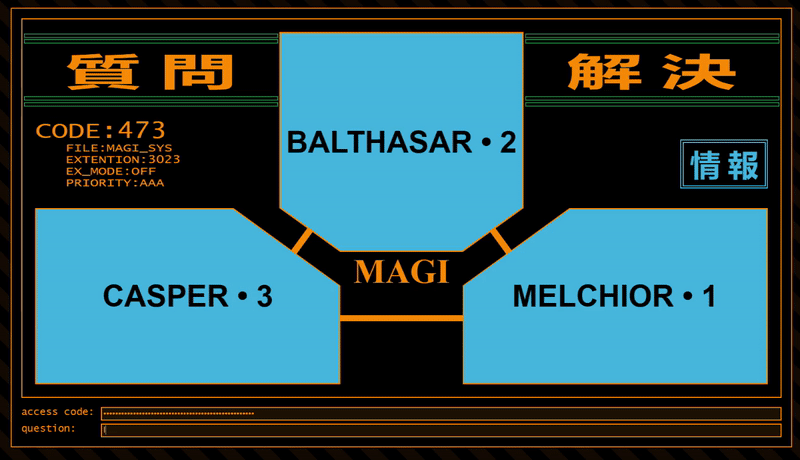 質問
解決
CODE:473
FILE:MAGI_SYS
EXTENTION:3023
EX_MODE:OFF
PRIORITY:AAA
情報
BALTHASAR • 2
CASPER • 3
MAGI
MELCHIOR • 1
access code:
question: